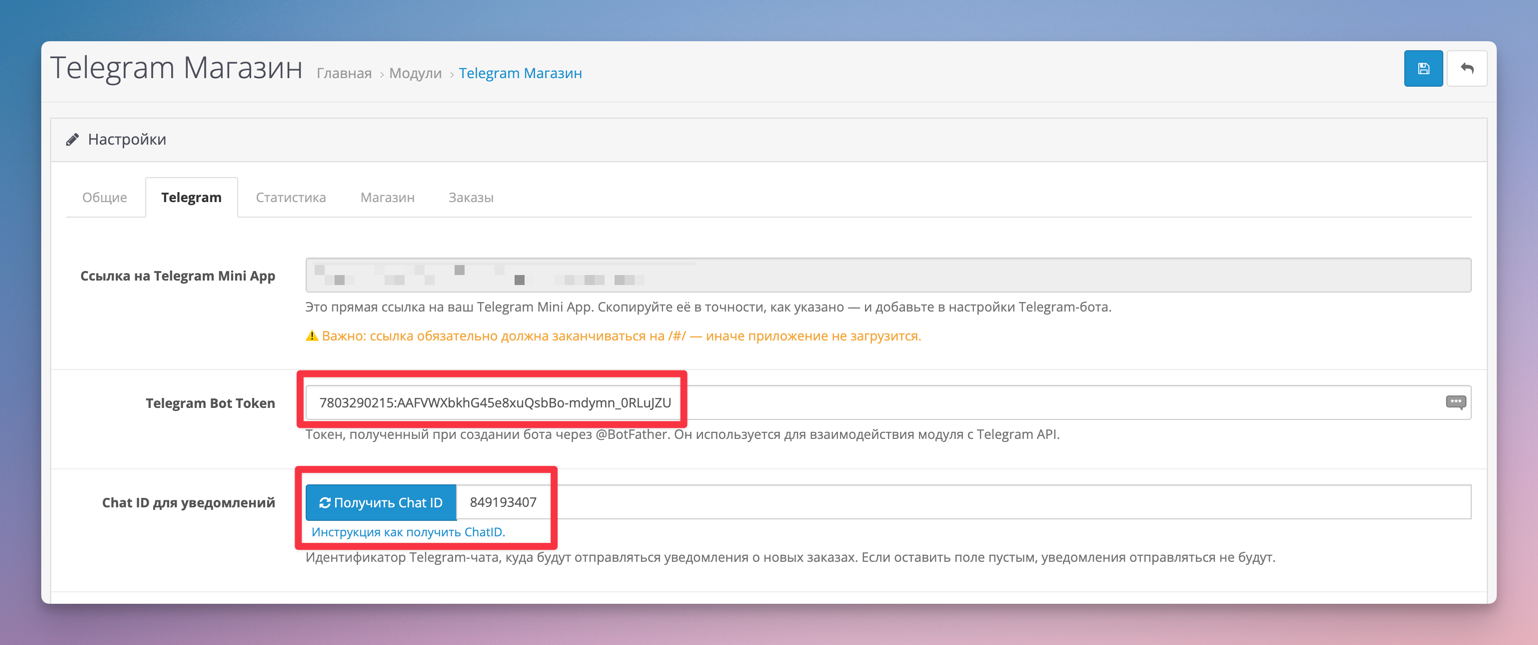 Telegram Магазин Главная › Модули › Telegram Магазин
Настройки
Общие Telegram Статистика Магазин Заказы
Ссылка на Telegram Mini App
Это прямая ссылка на ваш Telegram Mini App. Скопируйте её в точности, как указано — и добавьте в настройки Telegram-бота.
Важно: ссылка обязательно должна заканчиваться на /#/ — иначе приложение не загрузится.
Telegram Bot Token 7803290215:AAFVWXbkhG45e8xuQsbBo-mdymn_0RLuJZU
Токен, полученный при создании бота через @BotFather. Он используется для взаимодействия модуля с Telegram API.
Chat ID для уведомлений Получить Chat ID 849193407
Инструкция как получить ChatID.
Идентификатор Telegram-чата, куда будут отправляться уведомления о новых заказах. Если оставить поле пустым, уведомления отправляться не будут.